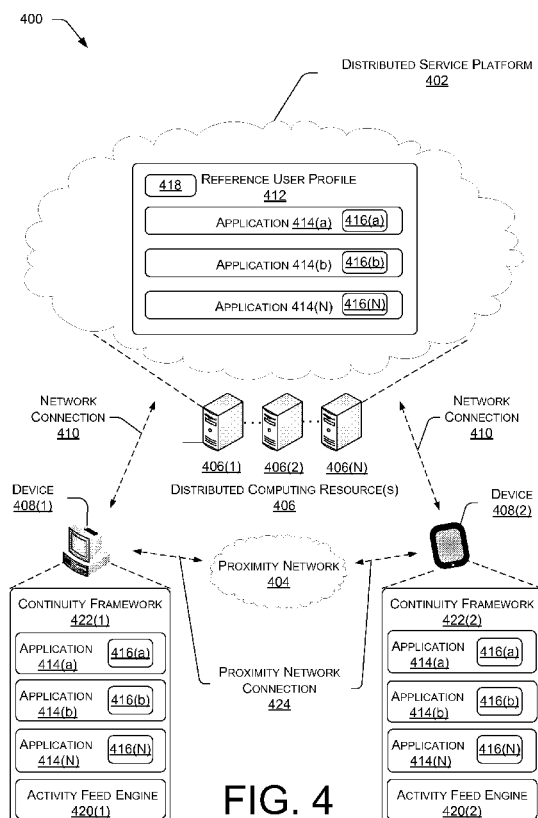 400
DISTRIBUTED SERVICE PLATFORM
402
418
REFERENCE USER PROFILE
412
APPLICATION 414(a) 416(a)
APPLICATION 414(b) 416(b)
APPLICATION 414(N) 416(N)
NETWORK
CONNECTION
410
NETWORK
CONNECTION
410
406(1) 406(2) 406(N)
DISTRIBUTED COMPUTING RESOURCE(S)
406
DEVICE
408(1)
DEVICE
408(2)
PROXIMITY NETWORK
404
CONTINUITY FRAMEWORK
422(1)
APPLICATION
414(a)
416(a)
APPLICATION
414(b)
416(b)
APPLICATION
414(N)
416(N)
ACTIVITY FEED ENGINE
420(1)
PROXIMITY NETWORK
CONNECTION
424
CONTINUITY FRAMEWORK
422(2)
APPLICATION
414(a)
416(a)
APPLICATION
414(b)
416(b)
APPLICATION
414(N)
416(N)
ACTIVITY FEED ENGINE
420(2)
FIG. 4